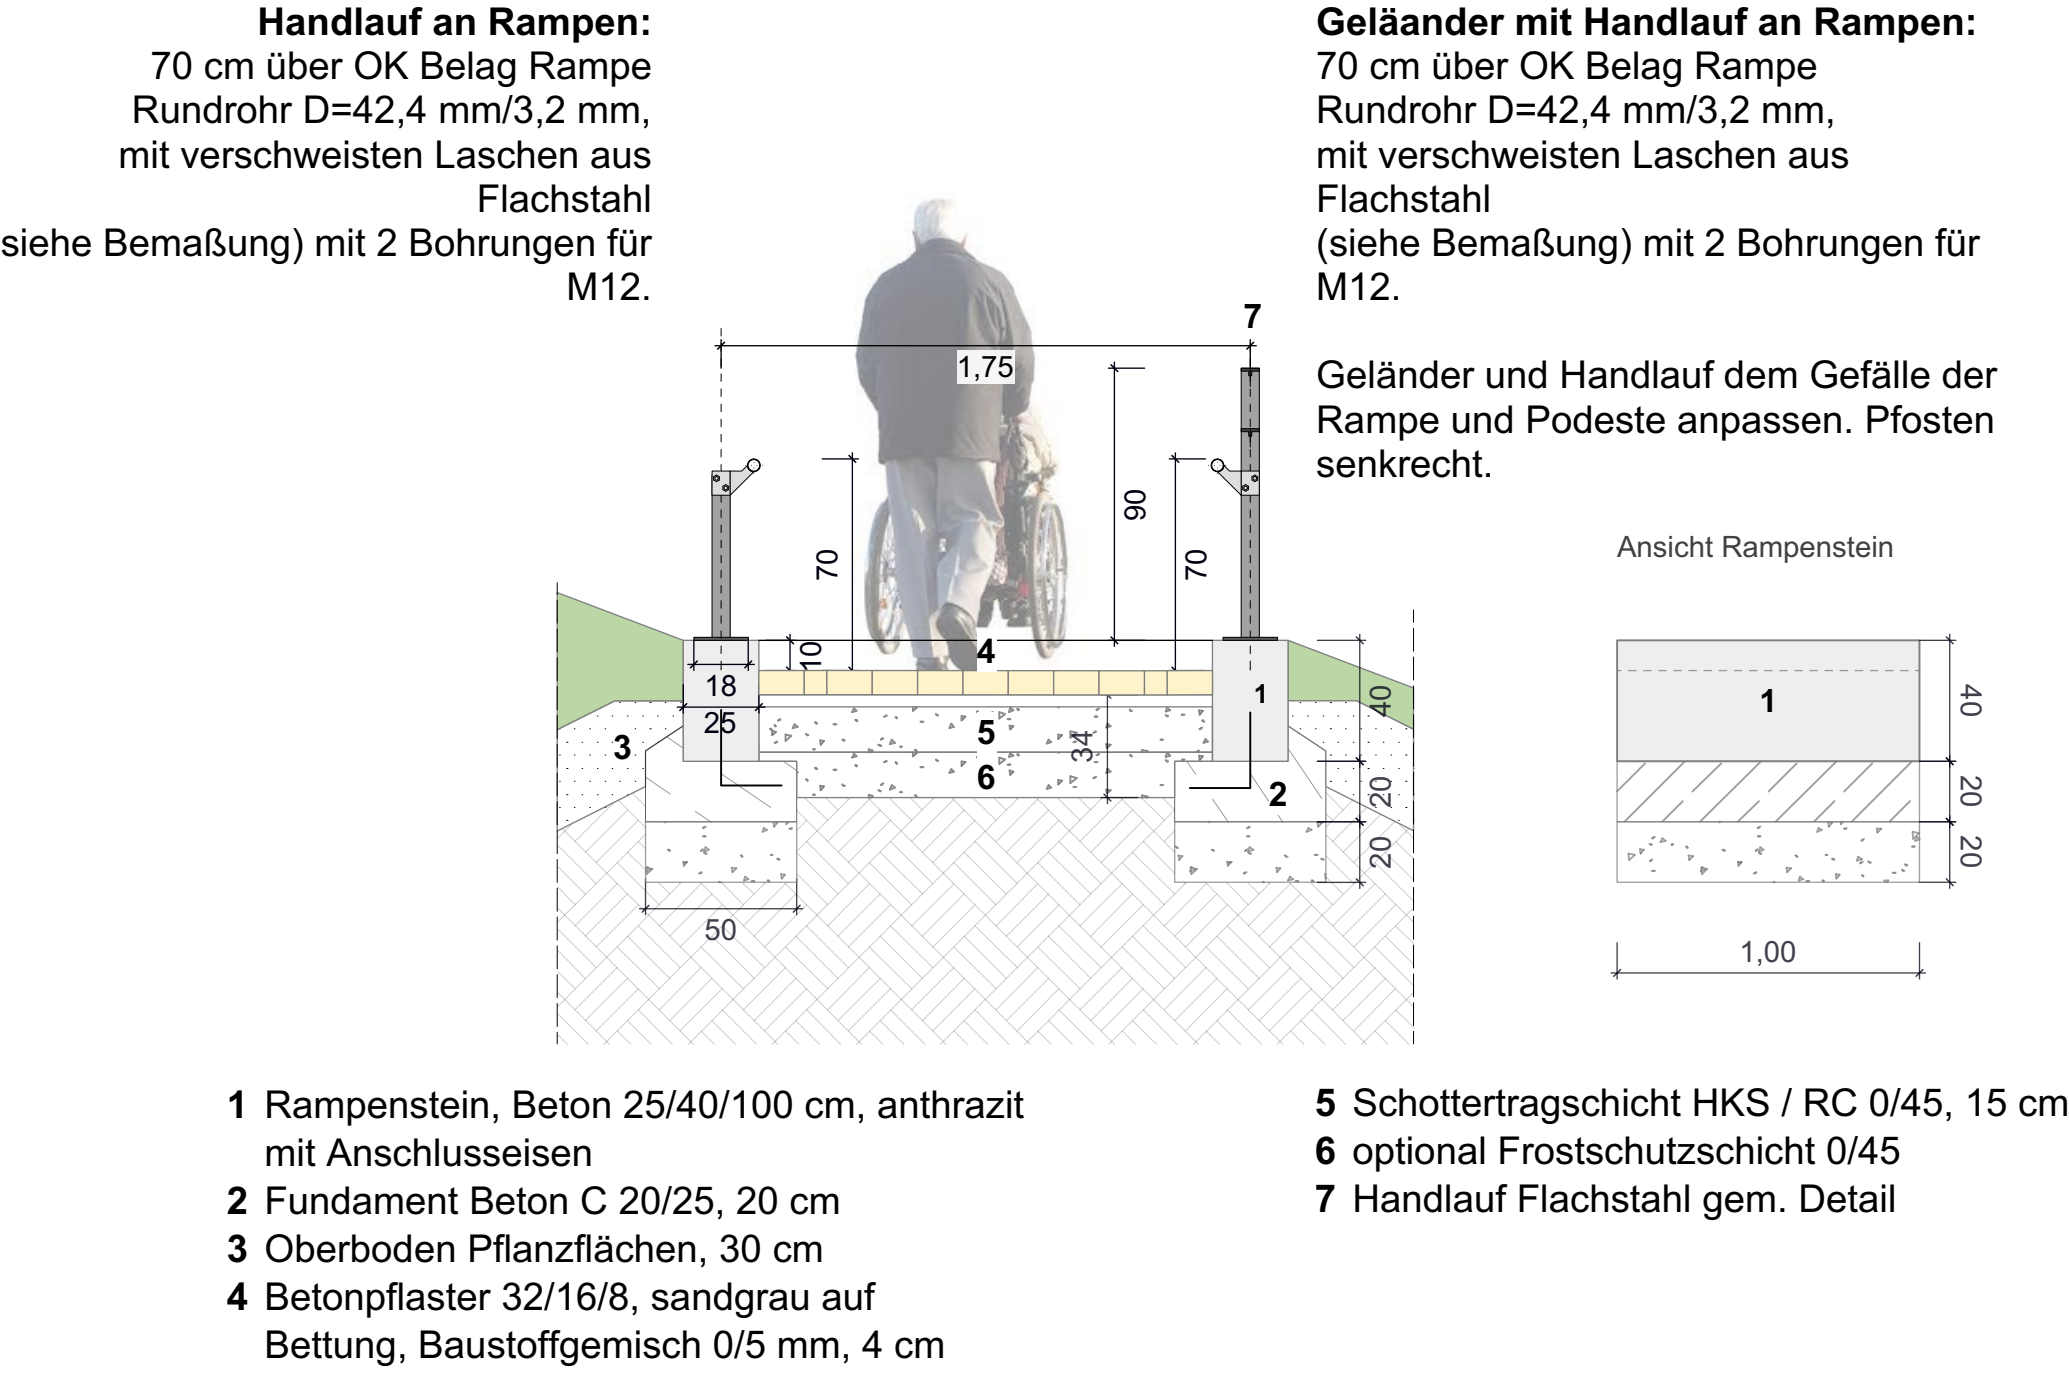 Handlauf an Rampen:
70 cm über OK Belag Rampe
Rundrohr D=42,4 mm/3,2 mm,
mit verschweisten Laschen aus
Flachstahl
siehe Bemaßung) mit 2 Bohrungen für
M12.
Geläander mit Handlauf an Rampen:
70 cm über OK Belag Rampe
Rundrohr D=42,4 mm/3,2 mm,
mit verschweisten Laschen aus
Flachstahl
(siehe Bemaßung) mit 2 Bohrungen für
M12.
Geländer und Handlauf dem Gefälle der
Rampe und Podeste anpassen. Pfosten
senkrecht.
7
1,75
90
70
70
10
4
18
25
1
40
3
5
34
6
2
20
20
50
Ansicht Rampenstein
1
40
20
20
1,00
1 Rampenstein, Beton 25/40/100 cm, anthrazit
mit Anschlusseisen
2 Fundament Beton C 20/25, 20 cm
3 Oberboden Pflanzflächen, 30 cm
4 Betonpflaster 32/16/8, sandgrau auf
Bettung, Baustoffgemisch 0/5 mm, 4 cm
5 Schottertragschicht HKS / RC 0/45, 15 cm
6 optional Frostschutzschicht 0/45
7 Handlauf Flachstahl gem. Detail